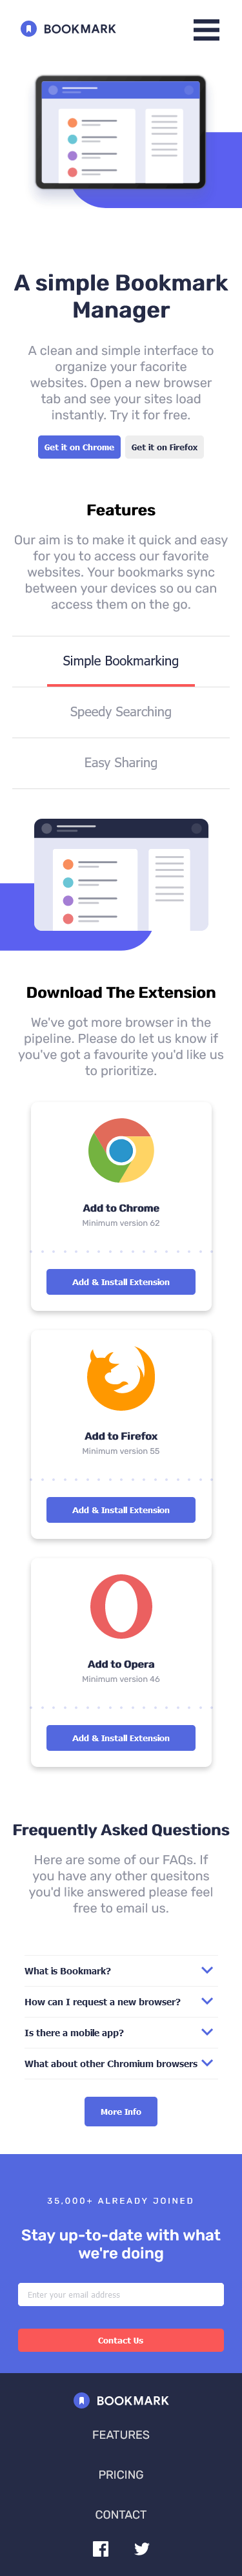 BOOKMARK
A simple Bookmark
Manager
A clean and simple interface to
organize your facorite
websites. Open a new browser
tab and see your sites load
instantly. Try it for free.
Get it on Chrome
Get it on Firefox
Features
Our aim is to make it quick and easy
for you to access our favorite
websites. Your bookmarks sync
between your devices so ou can
access them on the go.
Simple Bookmarking
Speedy Searching
Easy Sharing
Download The Extension
We've got more browser in the
pipeline. Please do let us know if
you've got a favourite you'd like us
to prioritize.
Add to Chrome
Minimum version 62
Add & Install Extension
Add to Firefox
Minimum version 55
Add & Install Extension
Add to Opera
Minimum version 46
Add & Install Extension
Frequently Asked Questions
Here are some of our FAQs. If
you have any other quesitons
you'd like answered please feel
free to email us.
What is Bookmark?
How can I request a new browser?
Is there a mobile app?
What about other Chromium browsers
More Info
35,000+ ALREADY JOINED
Stay up-to-date with what
we're doing
Enter your email address
Contact Us
BOOKMARK
FEATURES
PRICING
CONTACT